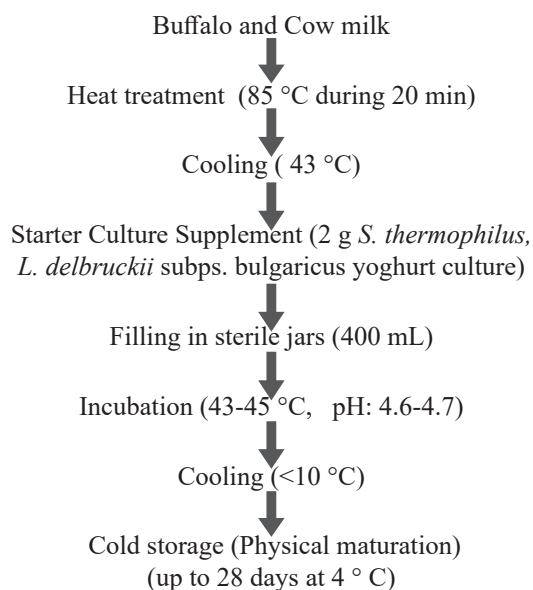 Buffalo and Cow milk
Heat treatment  (85 °C during 20 min)
Cooling ( 43 °C)
Starter Culture Supplement (2 g S. thermophilus,
L. delbruckii subps. bulgaricus yoghurt culture)
Filling in sterile jars (400 mL)
Incubation (43-45 °C,   pH: 4.6-4.7)
Cooling (<10 °C)
Cold storage (Physical maturation)
(up to 28 days at 4 ° C)